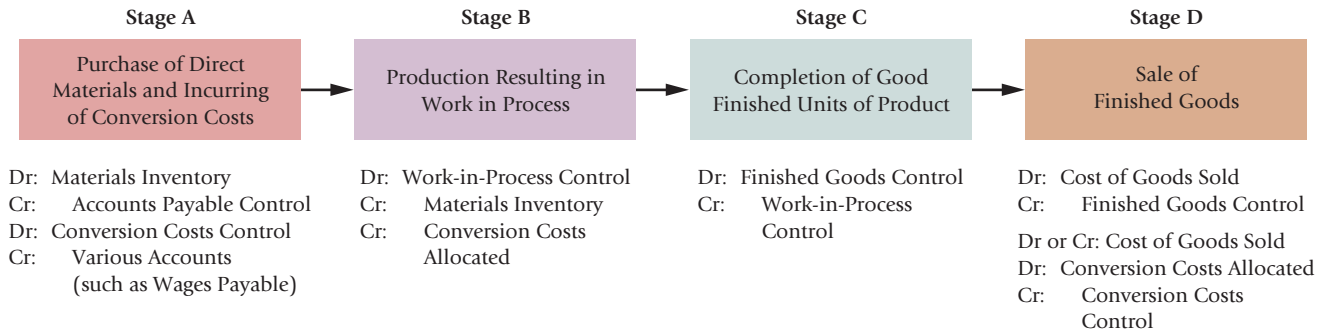 Stage A
Stage B
Stage C
Stage D
Purchase of Direct
Materials and Incurring
of Conversion Costs
Production Resulting in
Work in Process
Completion of Good
Finished Units of Product
Sale of
Finished Goods
Dr: Materials Inventory
Cr: Accounts Payable Control
Dr: Conversion Costs Control
Cr: Various Accounts
(such as Wages Payable)
Dr: Work-in-Process Control
Cr: Materials Inventory
Cr: Conversion Costs
Allocated
Dr: Finished Goods Control
Cr: Work-in-Process
Control
Dr: Cost of Goods Sold
Cr: Finished Goods Control
Dr or Cr: Cost of Goods Sold
Dr: Conversion Costs Allocated
Cr: Conversion Costs
Control